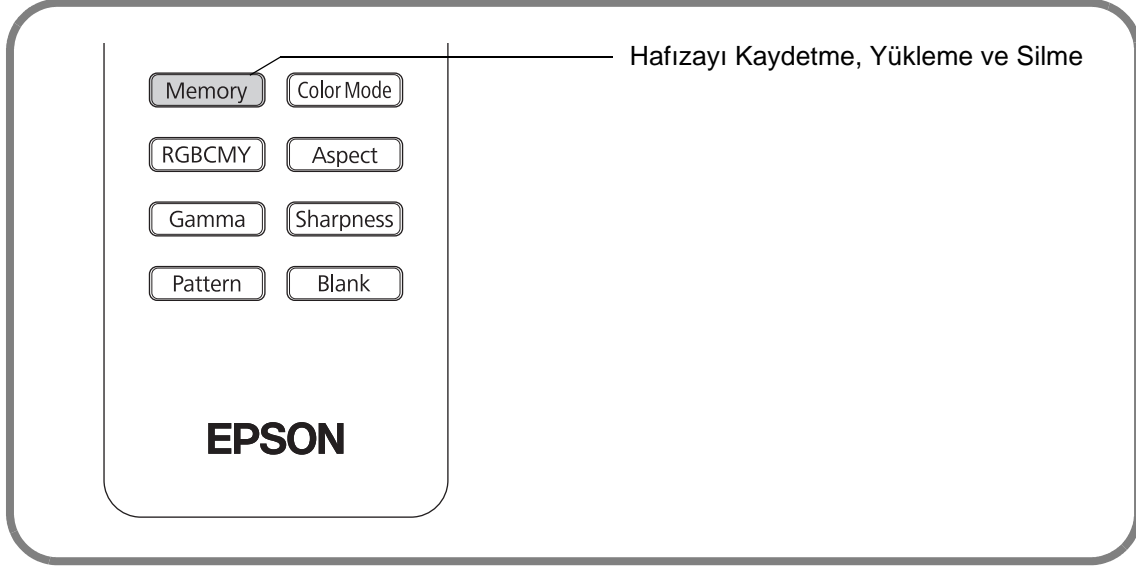 Hafızayı Kaydetme, Yükleme ve Silme
Memory Color Mode
RGBCMY Aspect
Gamma Sharpness
Pattern Blank
EPSON